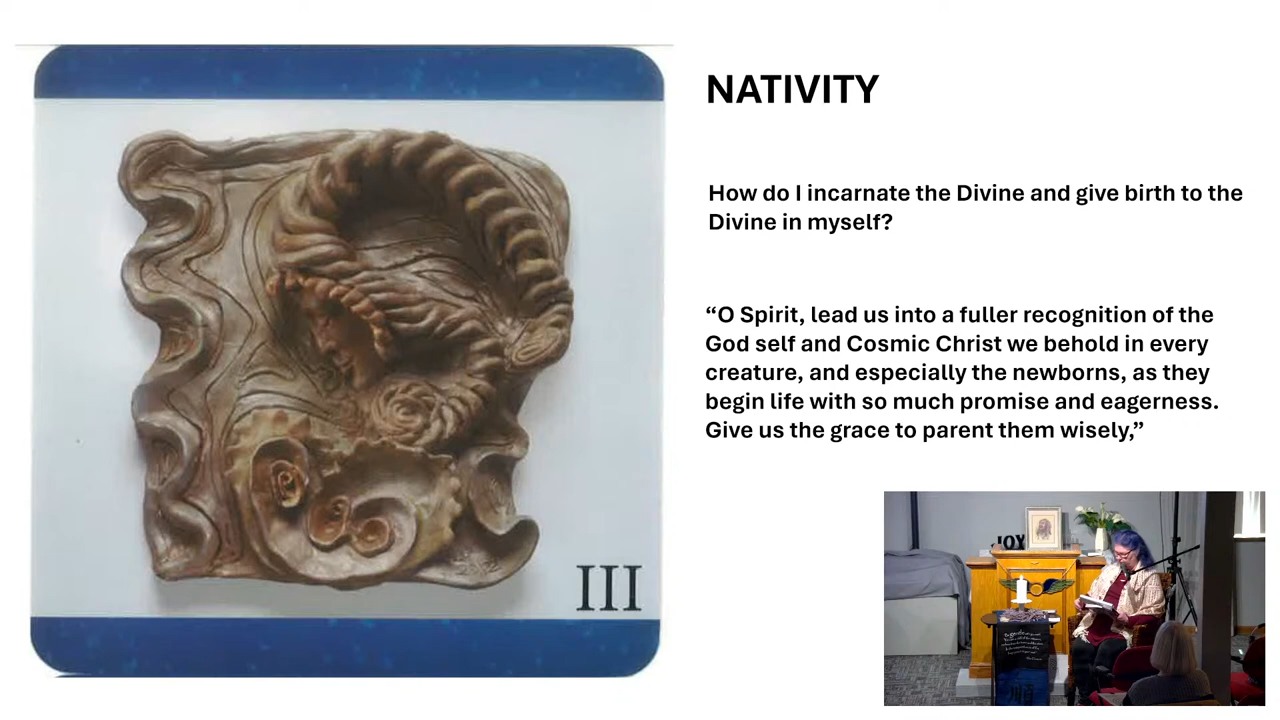 NATIVITY
How do I incarnate the Divine and give birth to the
Divine in myself?
“O Spirit, lead us into a fuller recognition of the
God self and Cosmic Christ we behold in every
creature, and especially the newborns, as they
begin life with so much promise and eagerness.
Give us the grace to parent them wisely,”
III
JOY